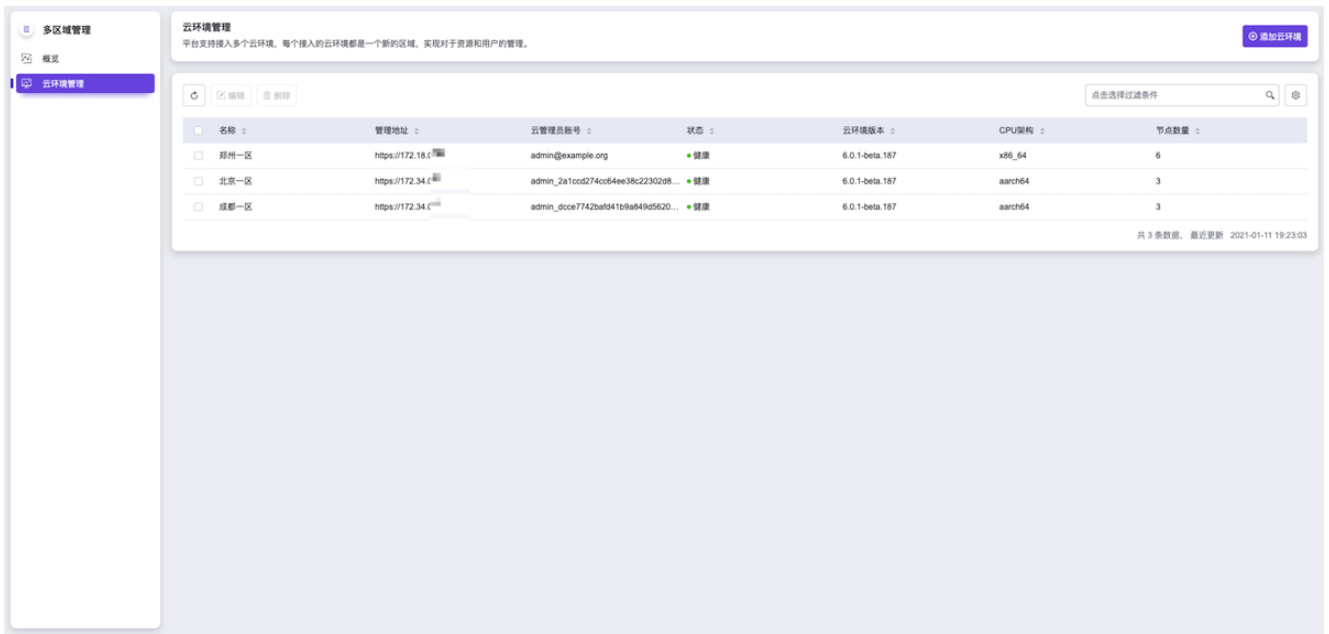 多区域管理
概览
云环境管理
云环境管理
平台支持接入多个云环境，每个接入的云环境都是一个新的区域，实现对于资源和用户的管理。
添加云环境
编辑 删除 点击选择过滤条件
名称 管理地址 云管理员账号 状态 云环境版本 CPU架构 节点数量
郑州一区 https://172.18.0 admin@example.org 健康 6.0.1-beta.187 x86_64 6
北京一区 https://172.34.0 admin_2a1ccd274cc64ee38c22302d8... 健康 6.0.1-beta.187 aarch64 3
成都一区 https://172.34.0 admin_dcce7742bafd41b9a849d5620... 健康 6.0.1-beta.187 aarch64 3
共 3 条数据， 最近更新 2021-01-11 19:23:03